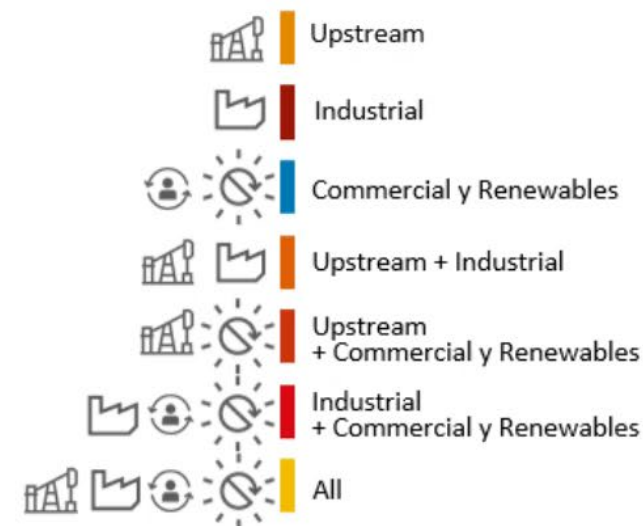 Upstream
Industrial
Commercial y Renewables
Upstream + Industrial
Upstream
+ Commercial y Renewables
Industrial
+ Commercial y Renewables
All